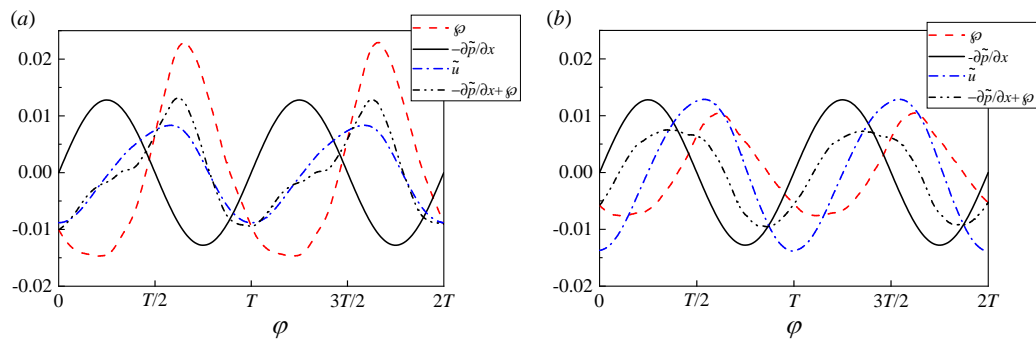 (a)
℘
−∂p̃/∂x
ũ
−∂p̃/∂x+℘
0.02
0.01
0.00
-0.01
-0.02
0
T/2
T
3T/2
2T
φ
(b)
℘
-∂p̃/∂x
ũ
−∂p̃/∂x+℘
0.02
0.01
0.00
-0.01
-0.02
0
T/2
T
3T/2
2T
φ